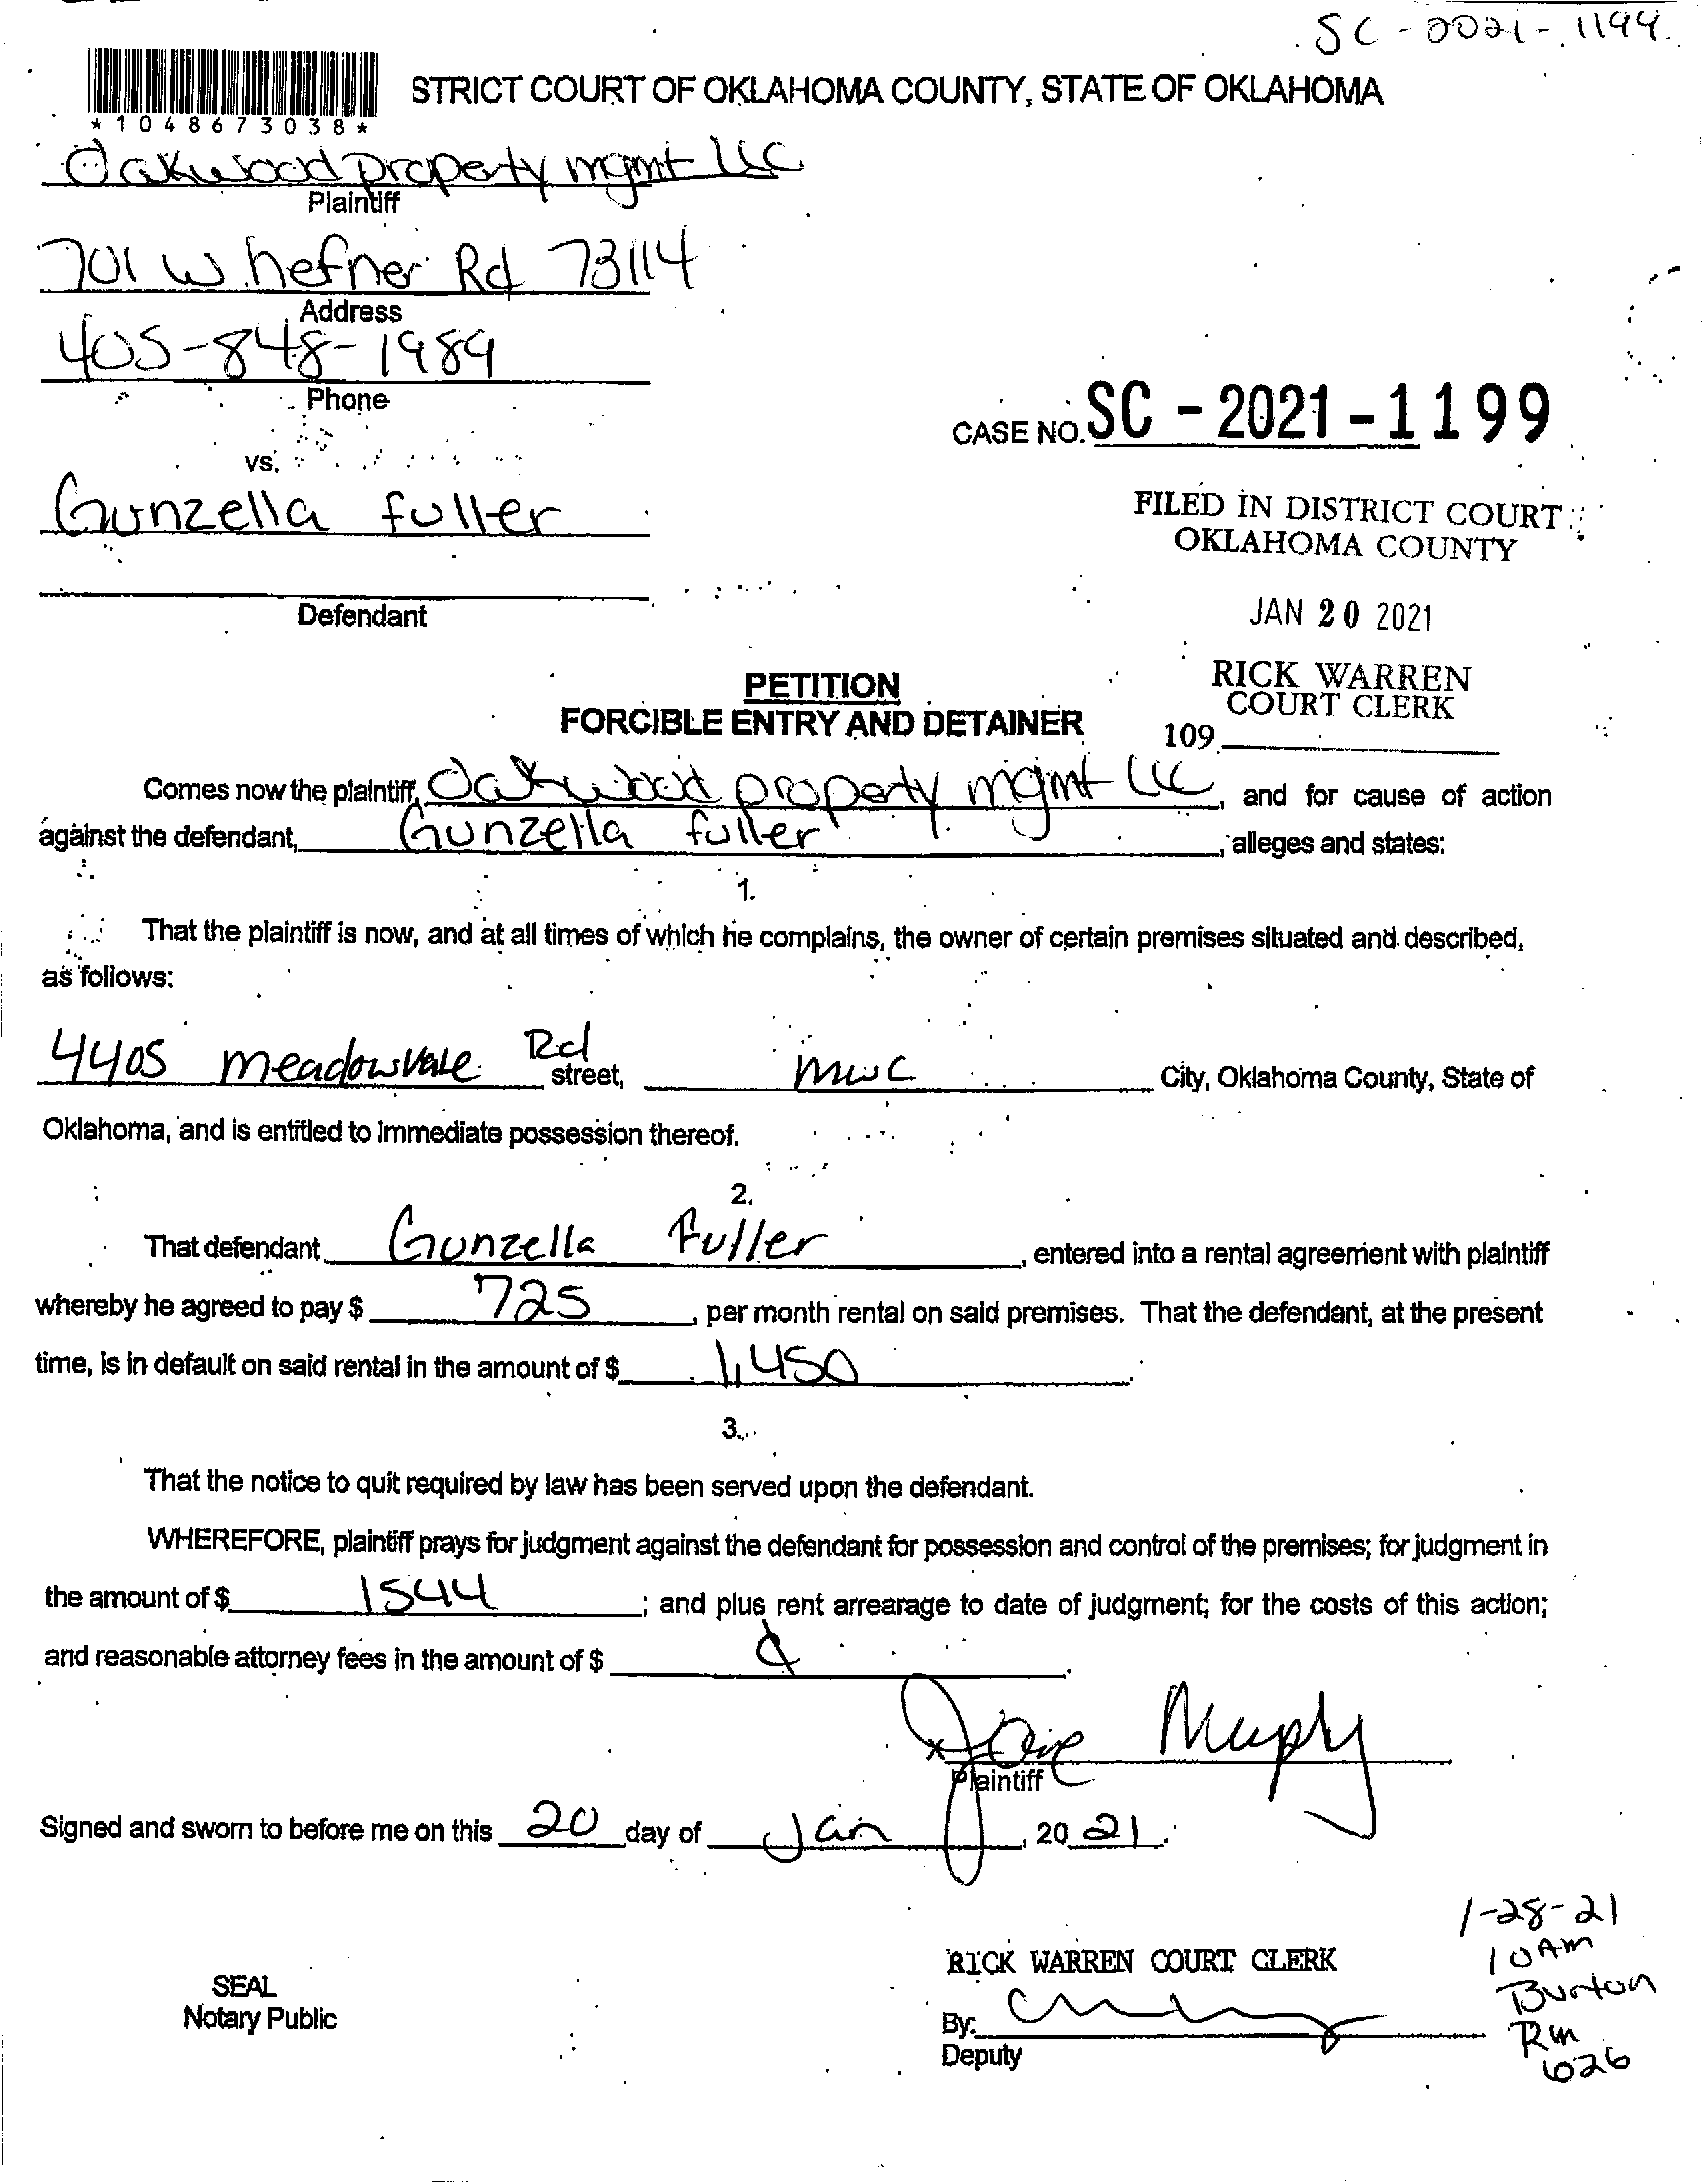 SC-2021-1199
STRICT COURT OF OKLAHOMA COUNTY, STATE OF OKLAHOMA
*1048673038*
Oakwood property mgmt LLC
Plaintiff
701 W hefner Rd 73114
Address
405-848-1989
Phone
CASE NO. SC - 2021 - 1199
vs.
Gunzella fuller
FILED IN DISTRICT COURT
OKLAHOMA COUNTY
Defendant
JAN 20 2021
RICK WARREN
COURT CLERK
109
PETITION
FORCIBLE ENTRY AND DETAINER
Comes now the plaintiff, Oakwood property mgmt LLC, and for cause of action
against the defendant, Gunzella fuller, alleges and states:
1.
That the plaintiff is now, and at all times of which he complains, the owner of certain premises situated and described,
as follows:
4405 meadowvale Rd street, mwc City, Oklahoma County, State of
Oklahoma, and is entitled to immediate possession thereof.
2.
That defendant Gunzella Fuller, entered into a rental agreement with plaintiff
whereby he agreed to pay $ 725, per month rental on said premises. That the defendant, at the present
time, is in default on said rental in the amount of $ 1,450.
3.
That the notice to quit required by law has been served upon the defendant.
WHEREFORE, plaintiff prays for judgment against the defendant for possession and control of the premises; for judgment in
the amount of $ 1544; and plus rent arrearage to date of judgment; for the costs of this action;
and reasonable attorney fees in the amount of $
Murphy
Plaintiff
Signed and sworn to before me on this 20 day of Jan, 2021.
1-28-21
10 AM
Burton
Rm
626
RICK WARREN COURT CLERK
SEAL
Notary Public
By:
Deputy